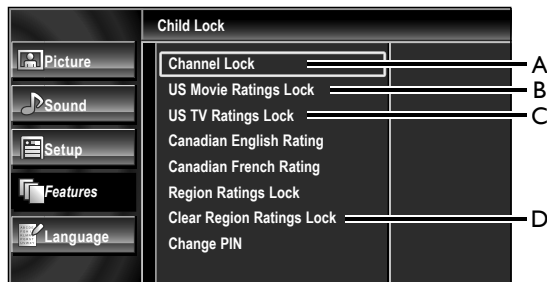 Child Lock
Picture
Sound
Setup
Features
Language
Channel Lock
US Movie Ratings Lock
US TV Ratings Lock
Canadian English Rating
Canadian French Rating
Region Ratings Lock
Clear Region Ratings Lock
Change PIN
A
B
C
D